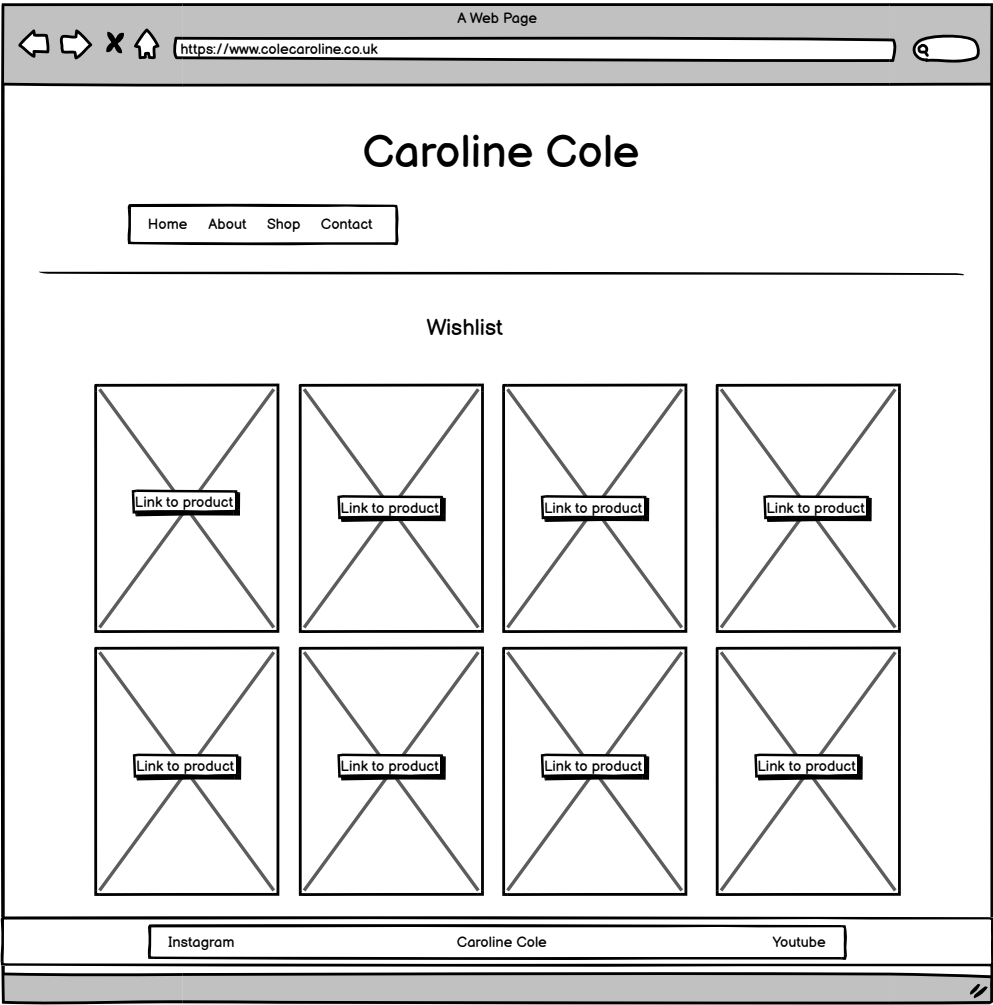 A Web Page
https://www.colecaroline.co.uk
Caroline Cole
Home About Shop Contact
Wishlist
Link to product Link to product Link to product Link to product
Link to product Link to product Link to product Link to product
Instagram Caroline Cole Youtube